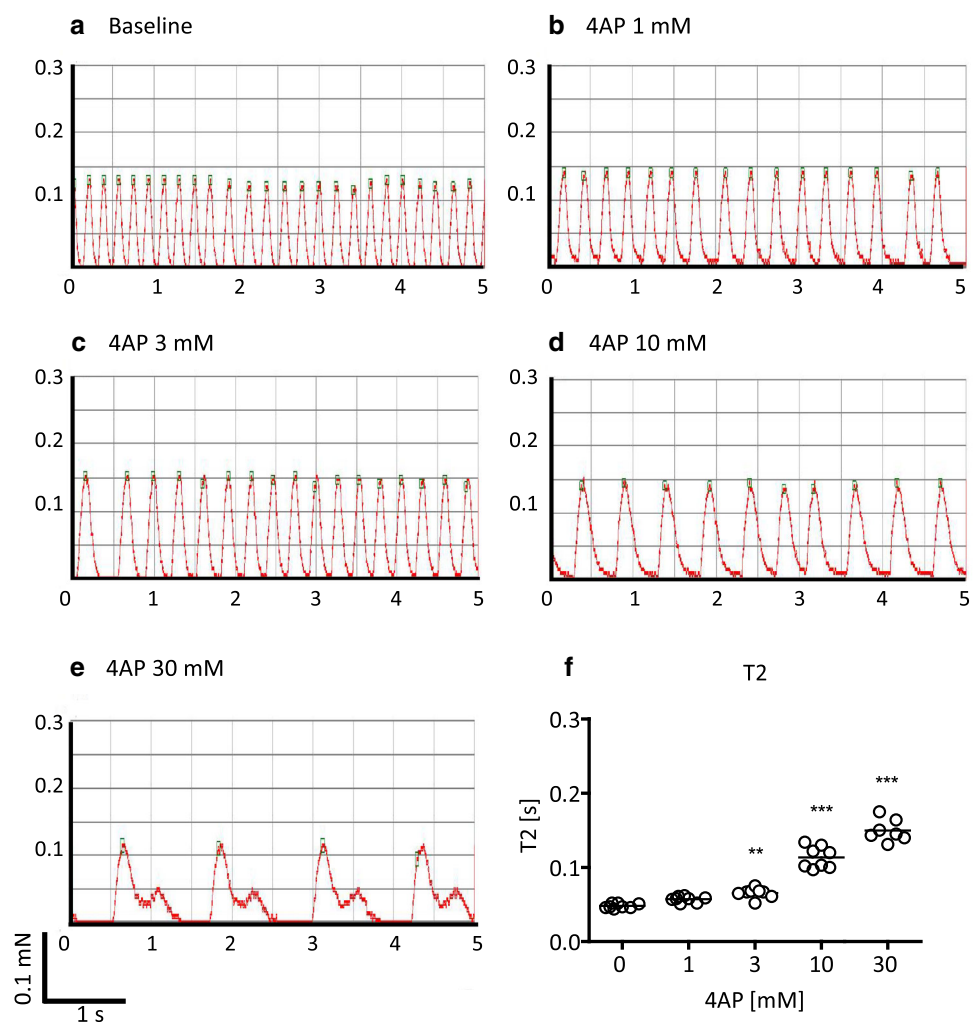 a Baseline
0.3
0.2
0.1
0 1 2 3 4 5
b 4AP 1 mM
0.3
0.2
0.1
0 1 2 3 4 5
c 4AP 3 mM
0.3
0.2
0.1
0 1 2 3 4 5
d 4AP 10 mM
0.3
0.2
0.1
0 1 2 3 4 5
e 4AP 30 mM
0.3
0.2
0.1
0 1 2 3 4 5
0.1 mN
1 s
f T2
0.3
0.2
0.1
0.0
T2 [s]
**
***
***
0 1 3 10 30
4AP [mM]